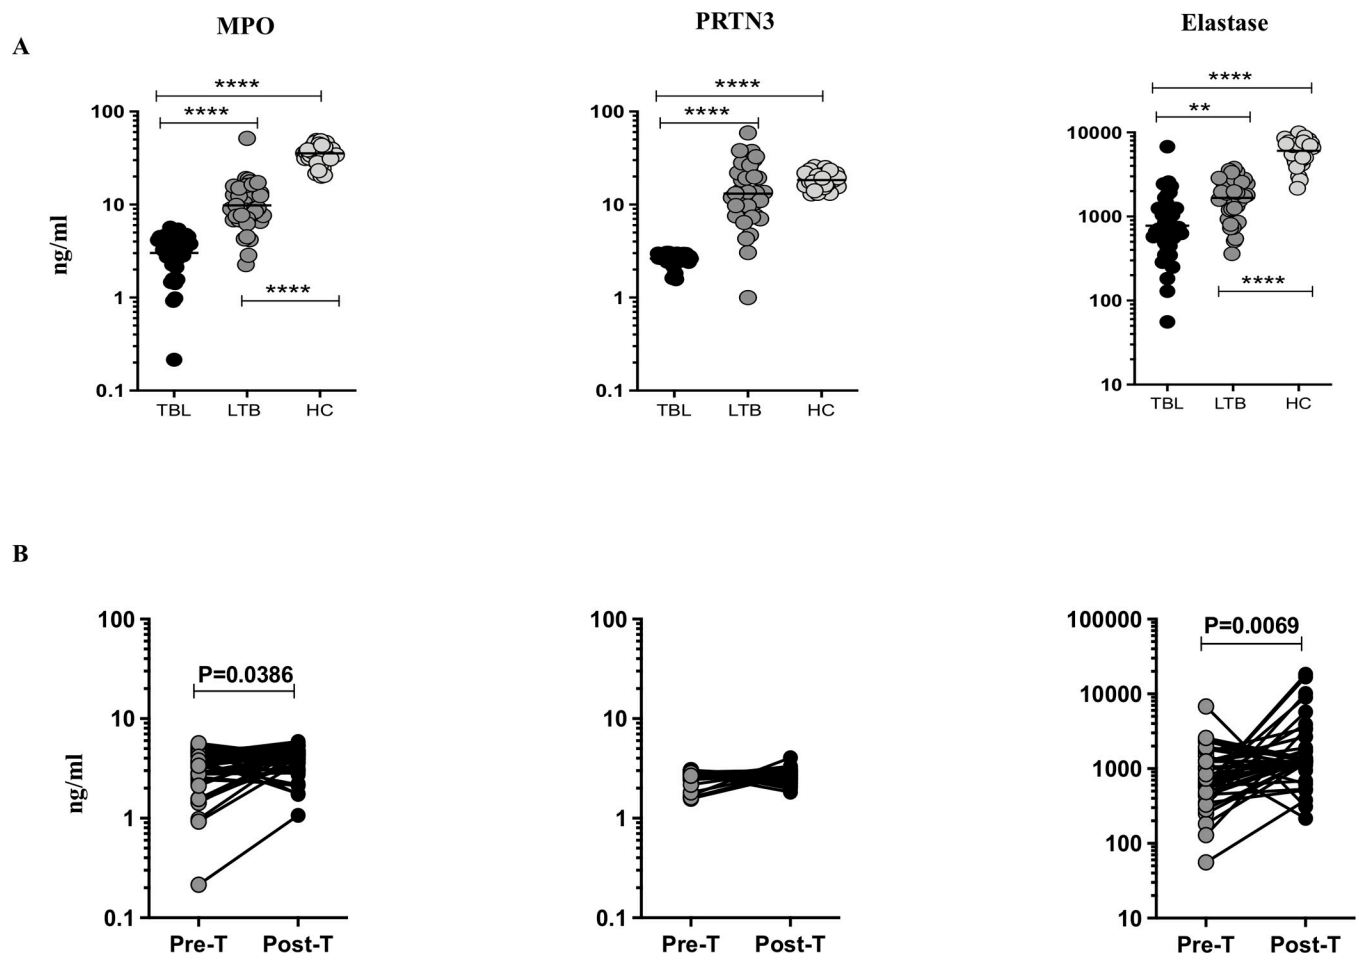 MPO
PRTN3
Elastase
A
**** **** ****
**** **** **
100 100 10000
10 10 1000
ng/ml
1 **** 1 100 ****
0.1 0.1 10
TBL LTB HC TBL LTB HC TBL LTB HC
B
100 100 100000
P=0.0386 P=0.0069
10000
10 10
1000
ng/ml
1 1 100
0.1 0.1 10
Pre-T Post-T Pre-T Post-T Pre-T Post-T